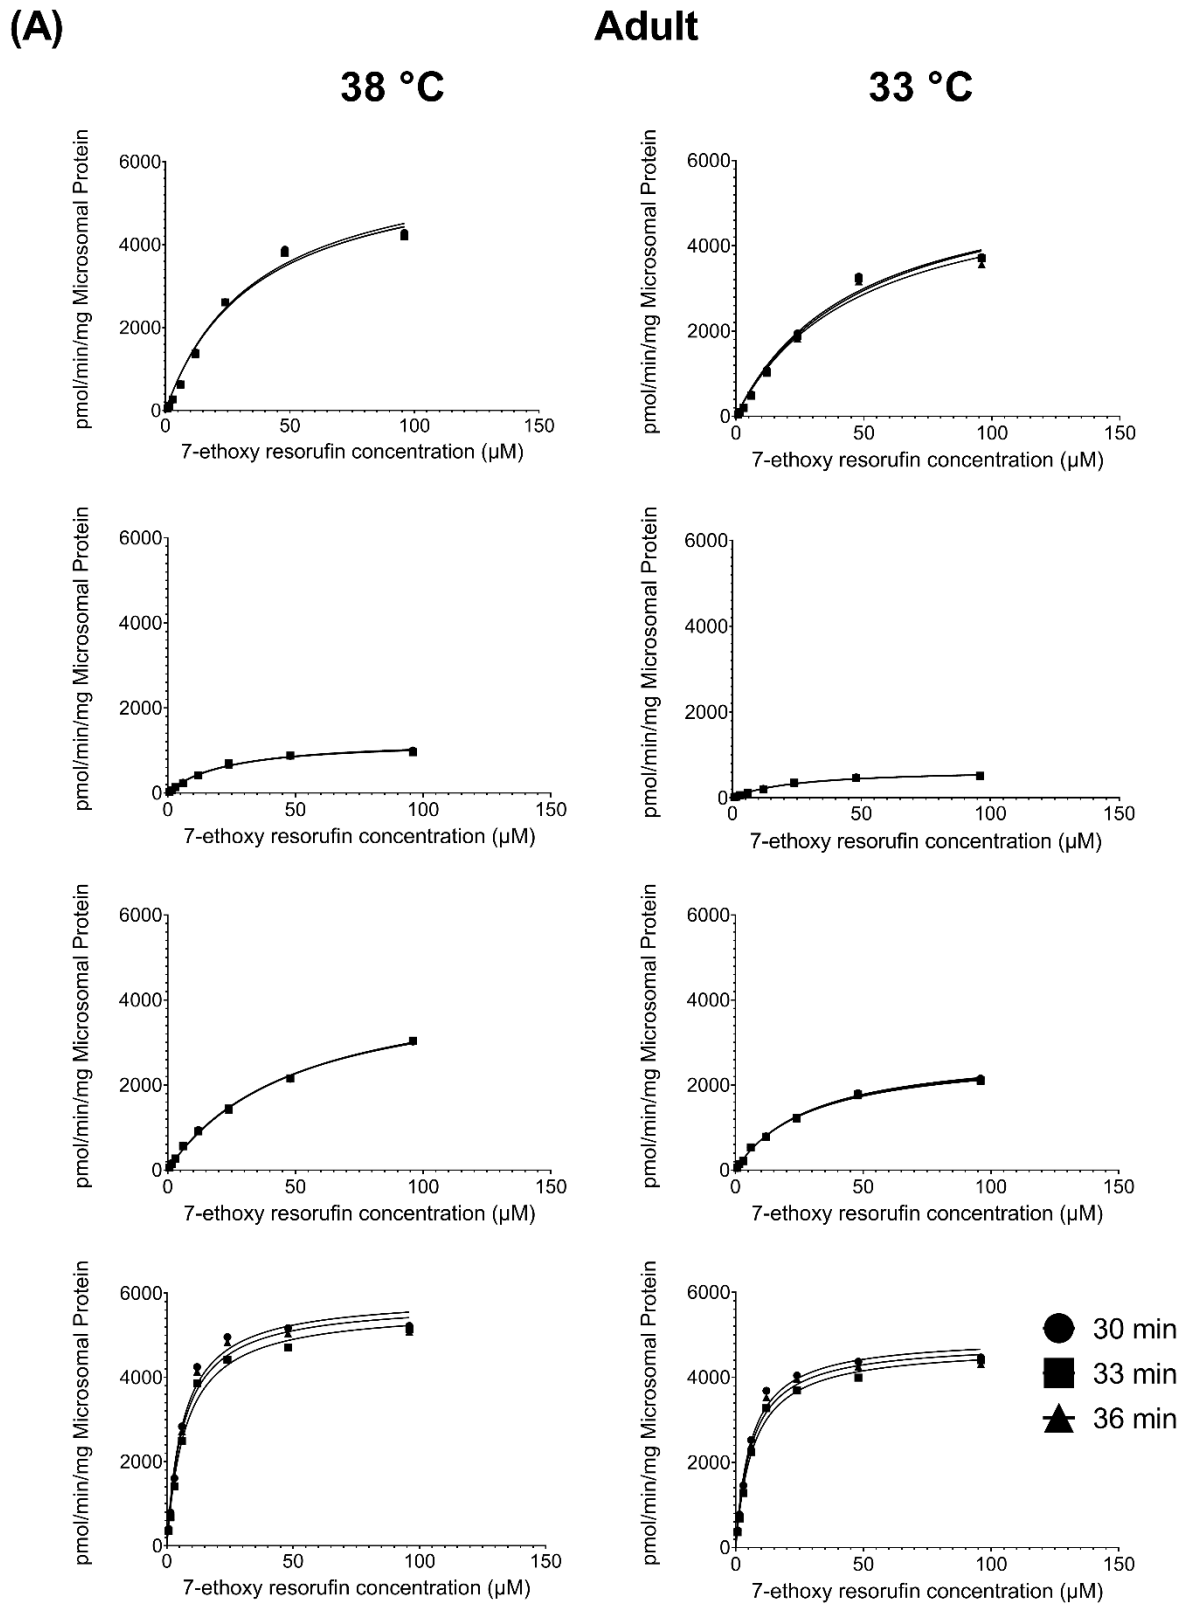 (A)
Adult
38 °C
33 °C
pmol/min/mg Microsomal Protein
6000
4000
2000
0
0 50 100 150
7-ethoxy resorufin concentration (µM)
pmol/min/mg Microsomal Protein
6000
4000
2000
0
0 50 100 150
7-ethoxy resorufin concentration (µM)
pmol/min/mg Microsomal Protein
6000
4000
2000
0
0 50 100 150
7-ethoxy resorufin concentration (µM)
pmol/min/mg Microsomal Protein
6000
4000
2000
0
0 50 100 150
7-ethoxy resorufin concentration (µM)
pmol/min/mg Microsomal Protein
6000
4000
2000
0
0 50 100 150
7-ethoxy resorufin concentration (µM)
pmol/min/mg Microsomal Protein
6000
4000
2000
0
0 50 100 150
7-ethoxy resorufin concentration (µM)
pmol/min/mg Microsomal Protein
6000
4000
2000
0
0 50 100 150
7-ethoxy resorufin concentration (µM)
pmol/min/mg Microsomal Protein
6000
4000
2000
0
0 50 100 150
7-ethoxy resorufin concentration (µM)
30 min
33 min
36 min